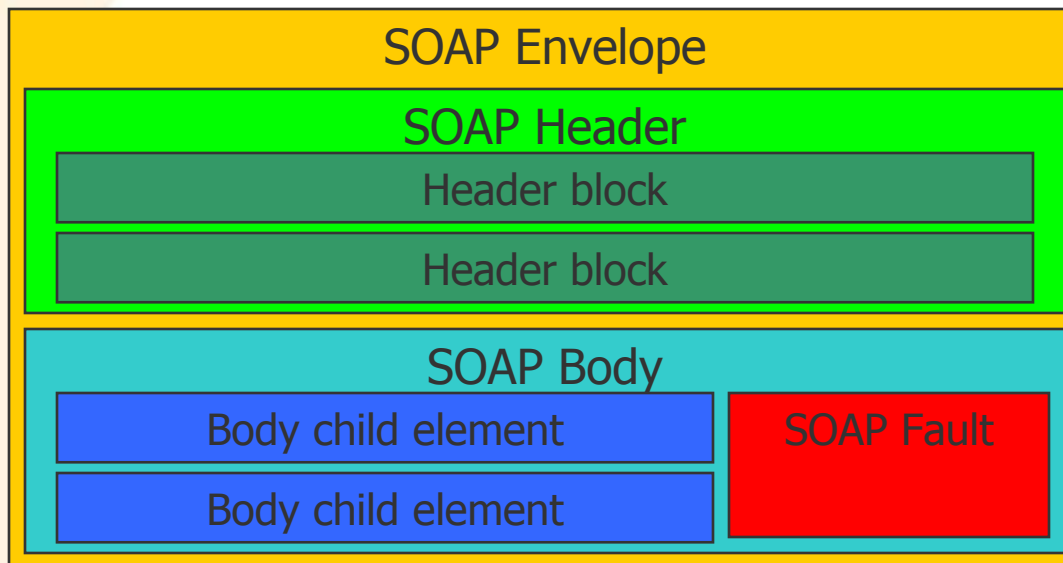 SOAP Envelope
SOAP Header
Header block
Header block
SOAP Body
Body child element
SOAP Fault
Body child element